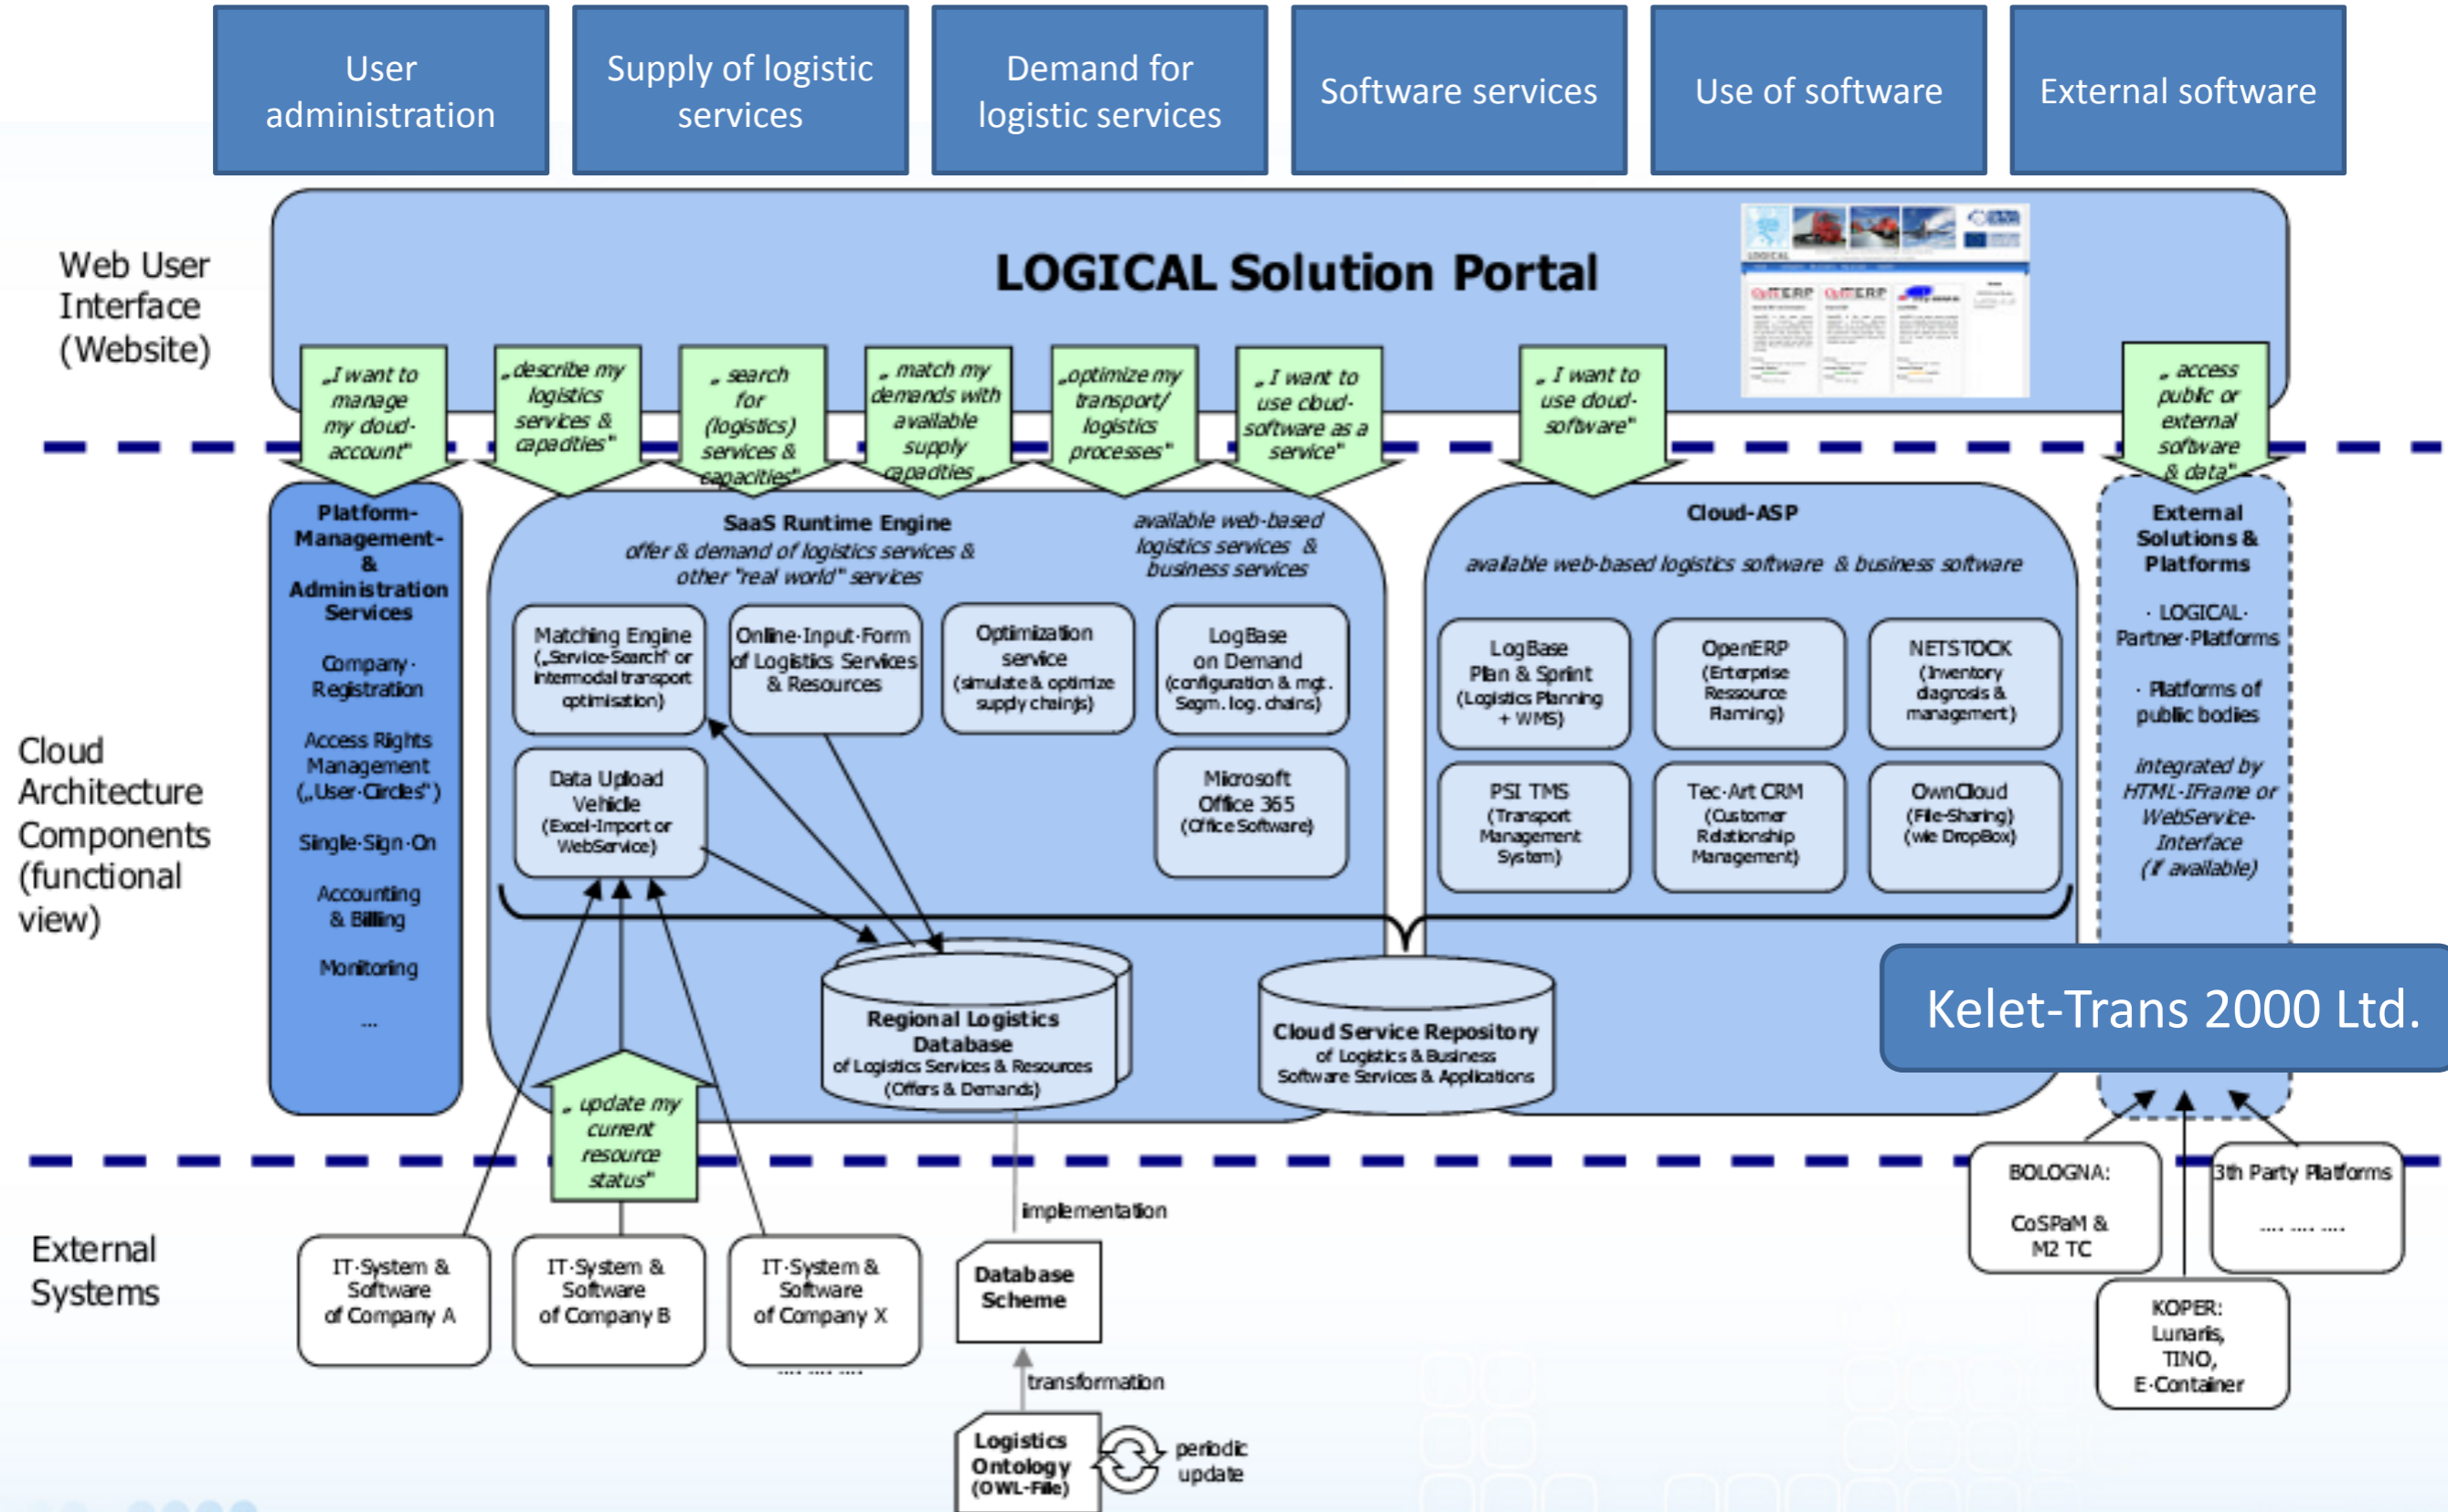 User
administration
Supply of logistic
services
Demand for
logistic services
Software services
Use of software
External software
Web User
Interface
(Website)
LOGICAL Solution Portal
LOGICAL
OpenERP
OpenERP
„I want to
manage
my cloud-
account"
„describe my
logistics
services &
capacities"
„ search
for
(logistics)
services &
capacities"
„ match my
demands with
available
supply
capacities „
„optimize my
transport/
logistics
processes"
„ I want to
use cloud-
software as a
service"
„ I want to
use cloud-
software"
„ access
public or
external
software
& data"
Cloud
Architecture
Components
(functional
view)
Platform-
Management-
&
Administration
Services
Company-
Registration
Access Rights
Management
(„User-Circles")
Single-Sign-On
Accounting
& Billing
Monitoring
...
SaaS Runtime Engine
offer & demand of logistics services &
other "real world" services
available web-based
logistics services &
business services
Matching Engine
(„Service-Search" or
intermodal transport
optimisation)
Online-Input-Form
of Logistics Services
& Resources
Optimization
service
(simulate & optimize
supply chain|s)
LogBase
on Demand
(configuration & mgt.
Segm. log. chains)
Data Upload
Vehicle
(Excel-Import or
WebService)
Microsoft
Office 365
(Office Software)
Cloud-ASP
available web-based logistics software & business software
LogBase
Plan & Sprint
(Logistics Planning
+ WMS)
OpenERP
(Enterprise
Ressource
Planning)
NETSTOCK
(Inventory
diagnosis &
management)
PSI TMS
(Transport
Management
System)
Tec-Art CRM
(Customer
Relationship
Management)
OwnCloud
(File-Sharing)
(wie DropBox)
External
Solutions &
Platforms
· LOGICAL-
Partner-Platforms
· Platforms of
public bodies
integrated by
HTML-IFrame or
WebService-
Interface
(if available)
Regional Logistics
Database
of Logistics Services & Resources
(Offers & Demands)
Cloud Service Repository
of Logistics & Business
Software Services & Applications
Kelet-Trans 2000 Ltd.
„ update my
current
resource
status"
External
Systems
IT-System &
Software
of Company A
IT-System &
Software
of Company B
IT-System &
Software
of Company X
.... .... ....
implementation
Database
Scheme
transformation
Logistics
Ontology
(OWL-File)
periodic
update
BOLOGNA:
CoSPaM &
M2 TC
3th Party Platforms
.... .... ....
KOPER:
Lunaris,
TINO,
E-Container